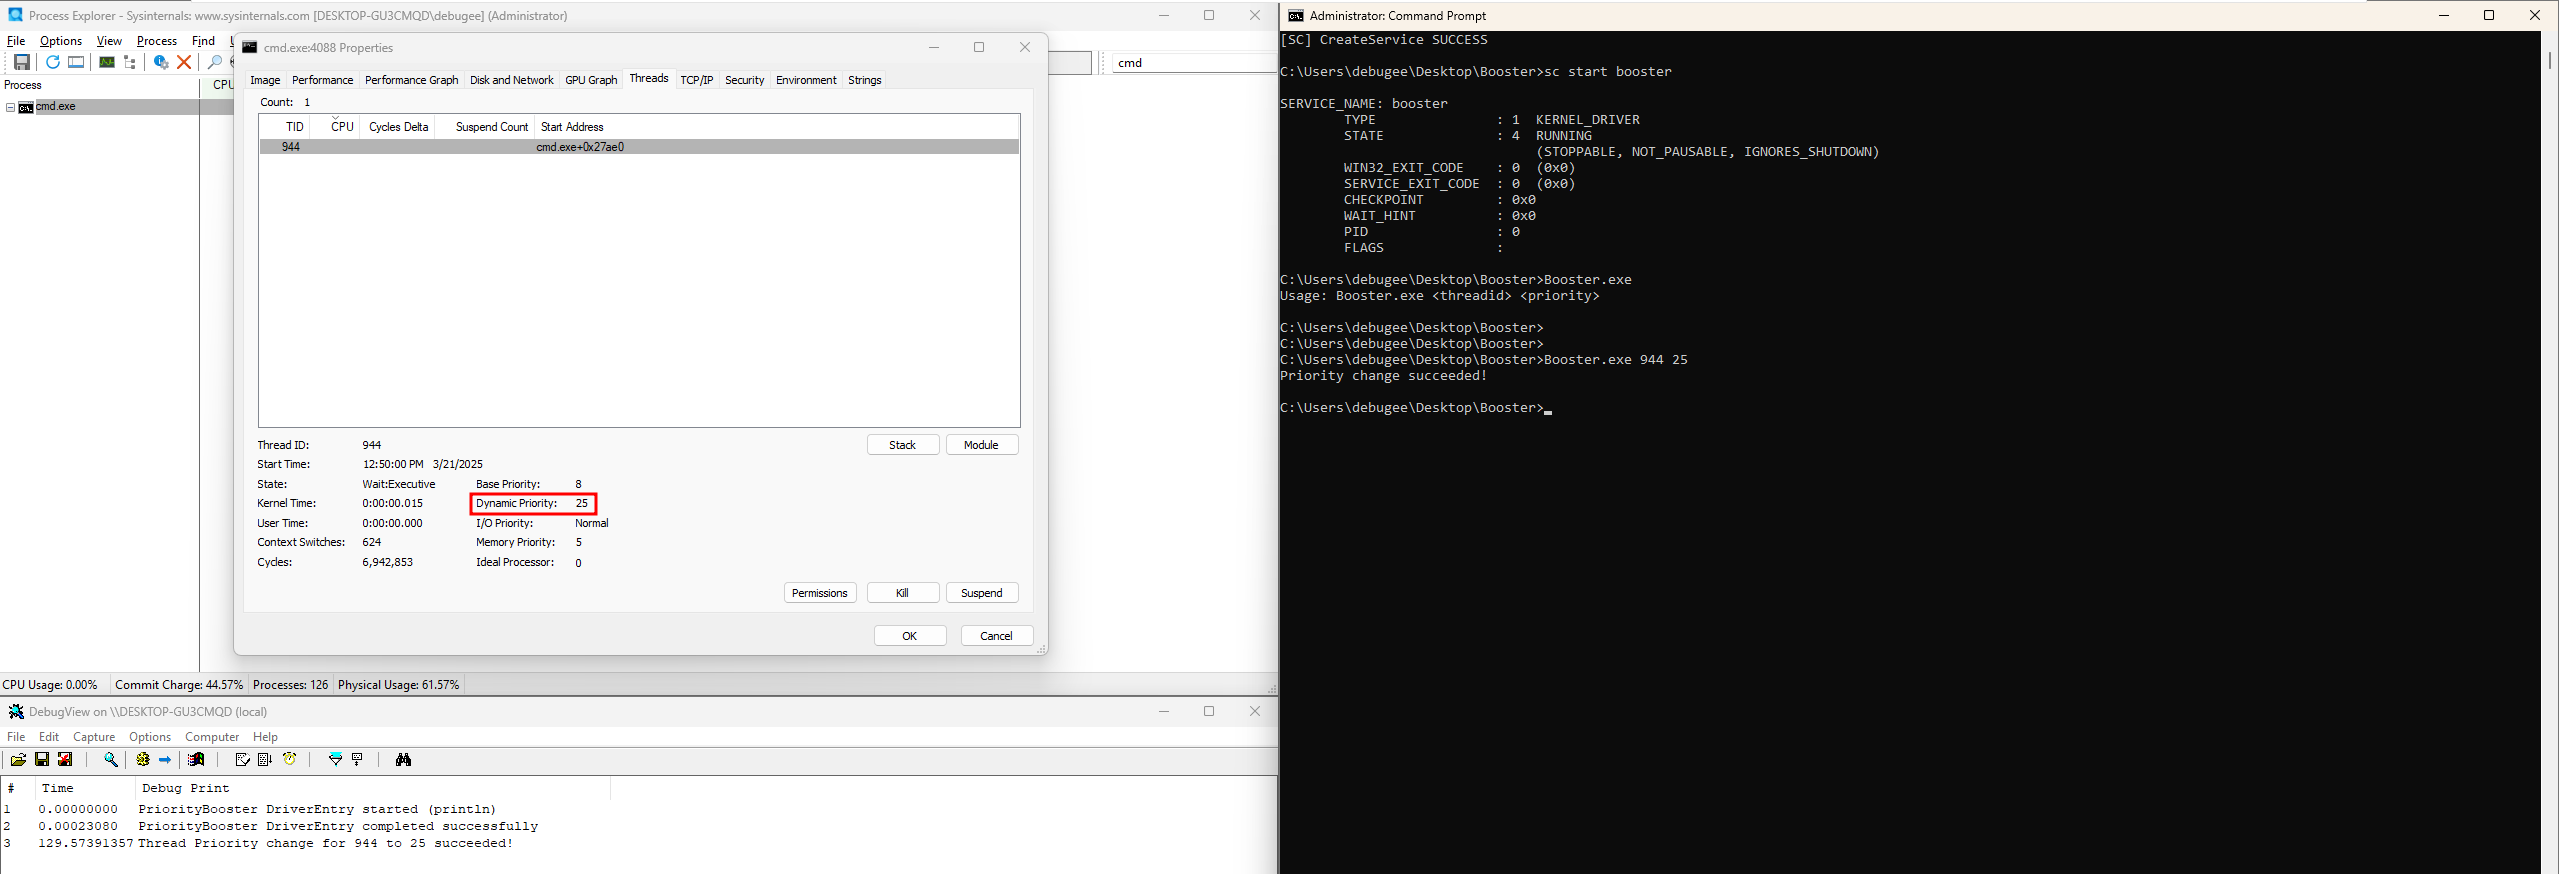 Process Explorer - Sysinternals: www.sysinternals.com [DESKTOP-GU3CMQD\debugee] (Administrator)
File Options View Process Find
cmd
Process CPU
cmd.exe
cmd.exe:4088 Properties
Image Performance Performance Graph Disk and Network GPU Graph Threads TCP/IP Security Environment Strings
Count: 1
TID CPU Cycles Delta Suspend Count Start Address
944 cmd.exe+0x27ae0
Thread ID: 944
Stack Module
Start Time: 12:50:00 PM 3/21/2025
State: Wait:Executive Base Priority: 8
Kernel Time: 0:00:00.015 Dynamic Priority: 25
User Time: 0:00:00.000 I/O Priority: Normal
Context Switches: 624 Memory Priority: 5
Cycles: 6,942,853 Ideal Processor: 0
Permissions Kill Suspend
OK Cancel
CPU Usage: 0.00% Commit Charge: 44.57% Processes: 126 Physical Usage: 61.57%
DebugView on \\DESKTOP-GU3CMQD (local)
File Edit Capture Options Computer Help
# Time Debug Print
1 0.00000000 PriorityBooster DriverEntry started (println)
2 0.00023080 PriorityBooster DriverEntry completed successfully
3 129.57391357 Thread Priority change for 944 to 25 succeeded!
Administrator: Command Prompt
[SC] CreateService SUCCESS
C:\Users\debugee\Desktop\Booster>sc start booster
SERVICE_NAME: booster
TYPE : 1 KERNEL_DRIVER
STATE : 4 RUNNING
(STOPPABLE, NOT_PAUSABLE, IGNORES_SHUTDOWN)
WIN32_EXIT_CODE : 0 (0x0)
SERVICE_EXIT_CODE : 0 (0x0)
CHECKPOINT : 0x0
WAIT_HINT : 0x0
PID : 0
FLAGS :
C:\Users\debugee\Desktop\Booster>Booster.exe
Usage: Booster.exe <threadid> <priority>
C:\Users\debugee\Desktop\Booster>
C:\Users\debugee\Desktop\Booster>
C:\Users\debugee\Desktop\Booster>Booster.exe 944 25
Priority change succeeded!
C:\Users\debugee\Desktop\Booster>